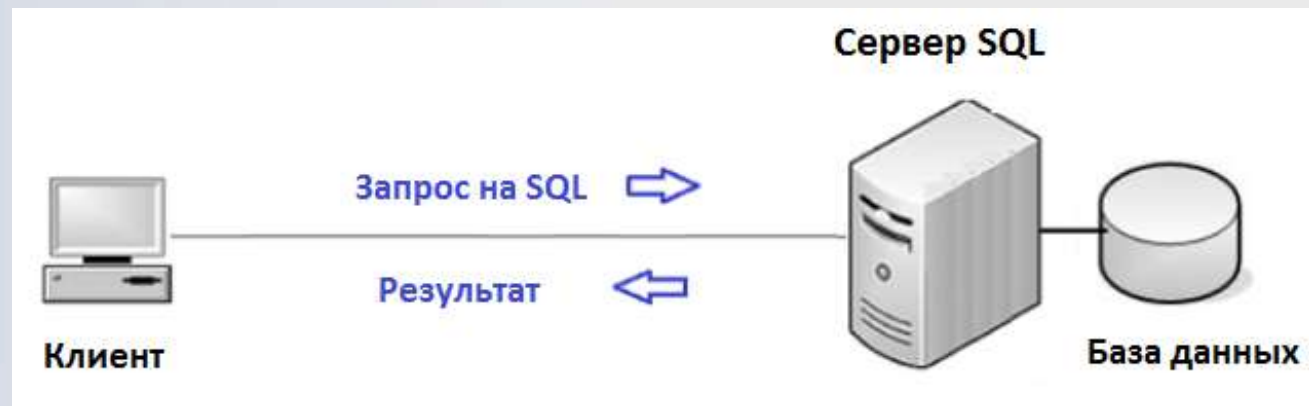 Сервер SQL
Запрос на SQL
Результат
Клиент
База данных